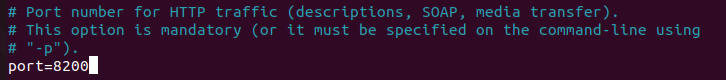 # Port number for HTTP traffic (descriptions, SOAP, media transfer).
# This option is mandatory (or it must be specified on the command-line using
# "-p").
port=8200